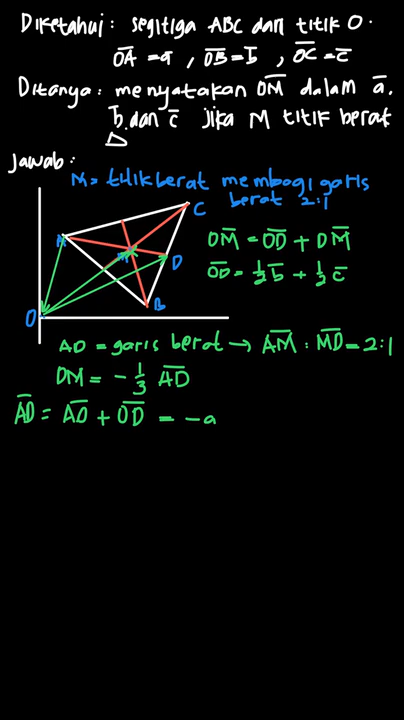 Diketahui: segitiga ABC dan titik O.
OA = a, OB = b, OC = c
Ditanya: menyatakan OM dalam a.
b dan c jika M titik berat
D
Jawab:
M = titik berat membagi garis
berat 2:1
C
A
D
B
O
OM = OD + DM
OD = ½ b + ½ c
AD = garis berat → AM : MD = 2:1
DM = - 1/3 AD
AD = AO + OD = -a